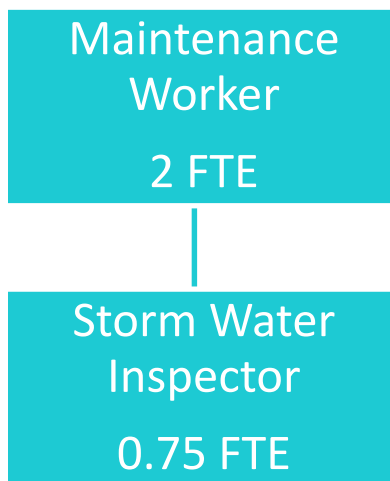 Maintenance
Worker
2 FTE
Storm Water
Inspector
0.75 FTE